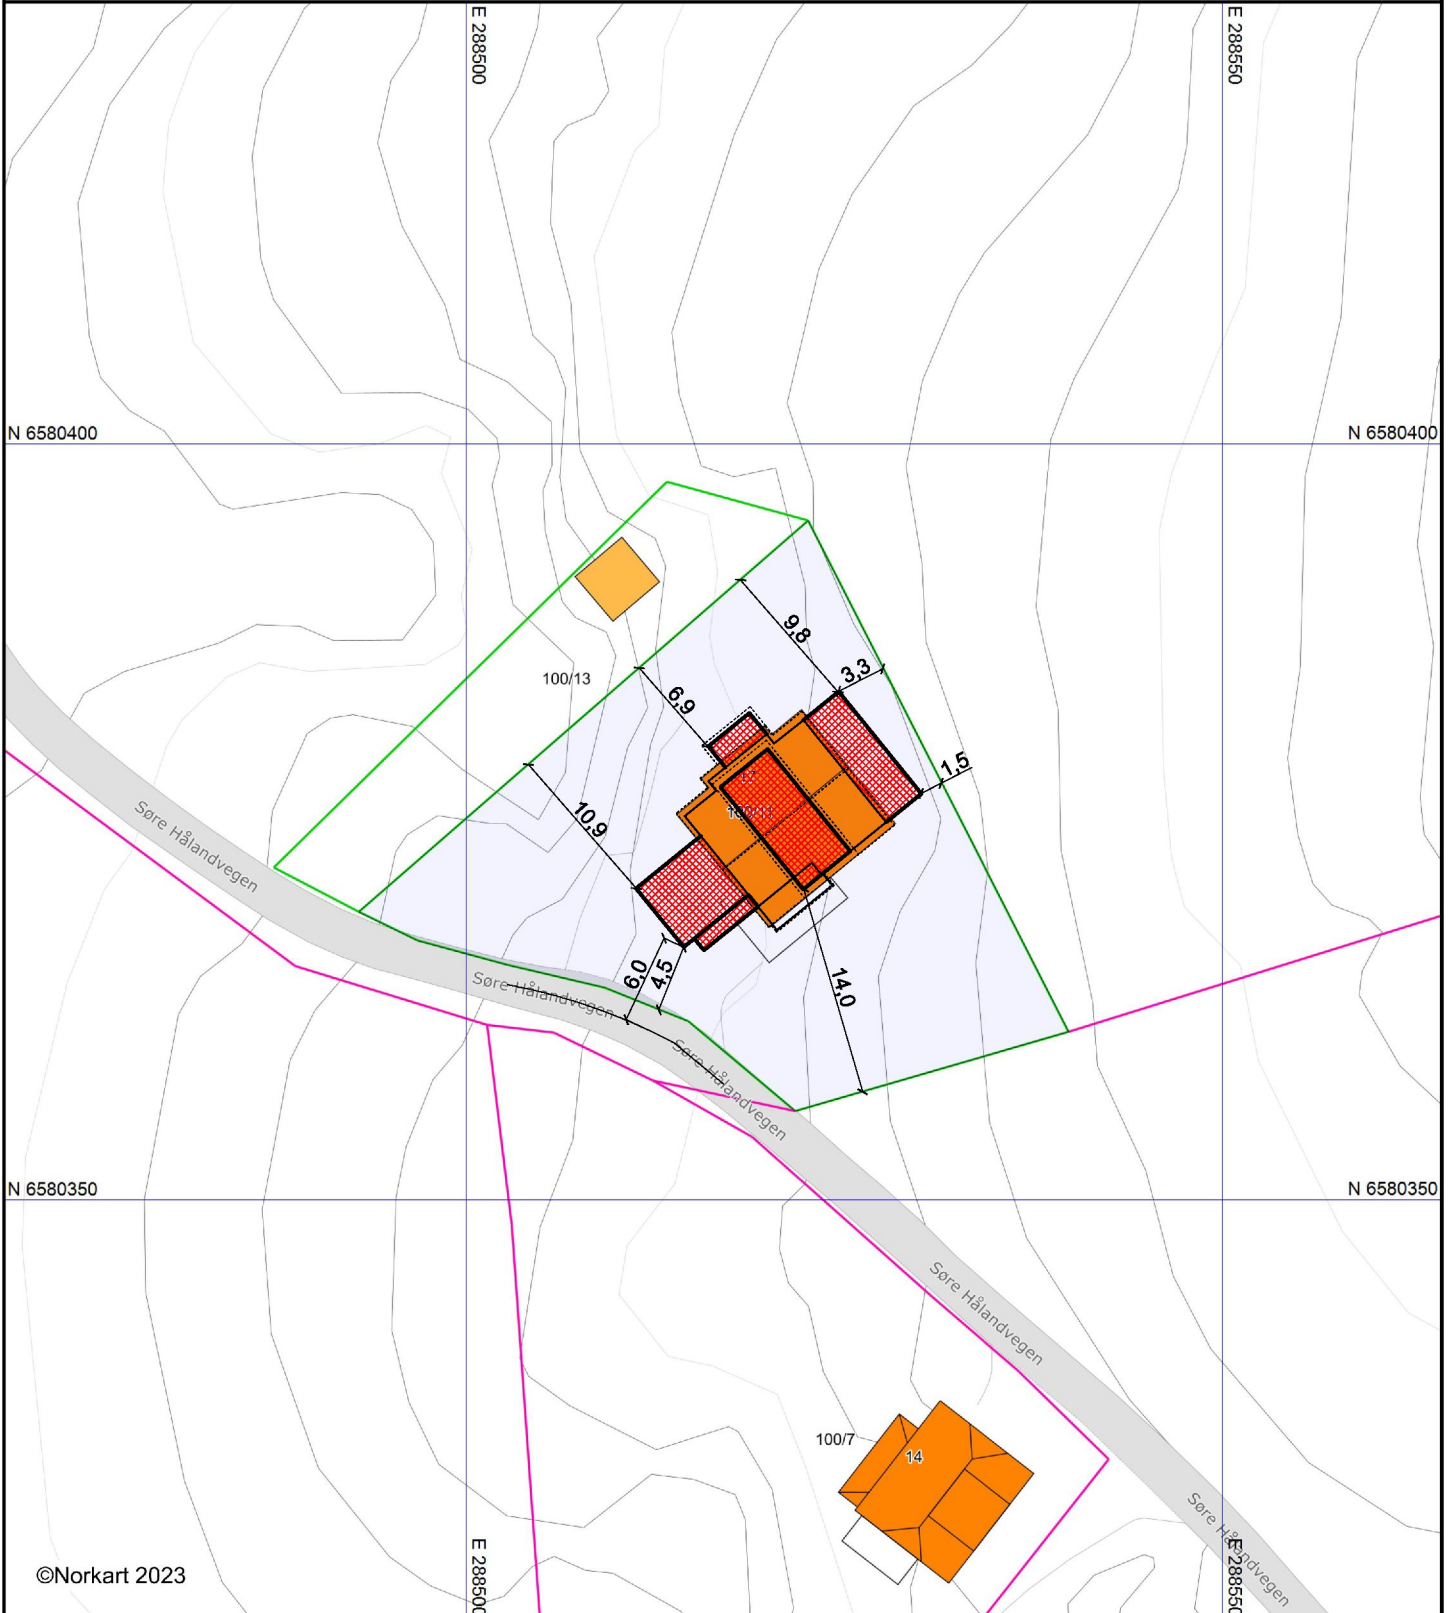 E 288500
E 288550
N 6580400
N 6580400
9,8
3,3
100/13
6,9
1,5
10,9
Søre Hålandvegen
6,0
4,5
14,0
Søre Hålandvegen
Søre Hålandvegen
N 6580350
N 6580350
Søre Hålandvegen
100/7
14
Søre Hålandvegen
E 288500
E 288550
©Norkart 2023